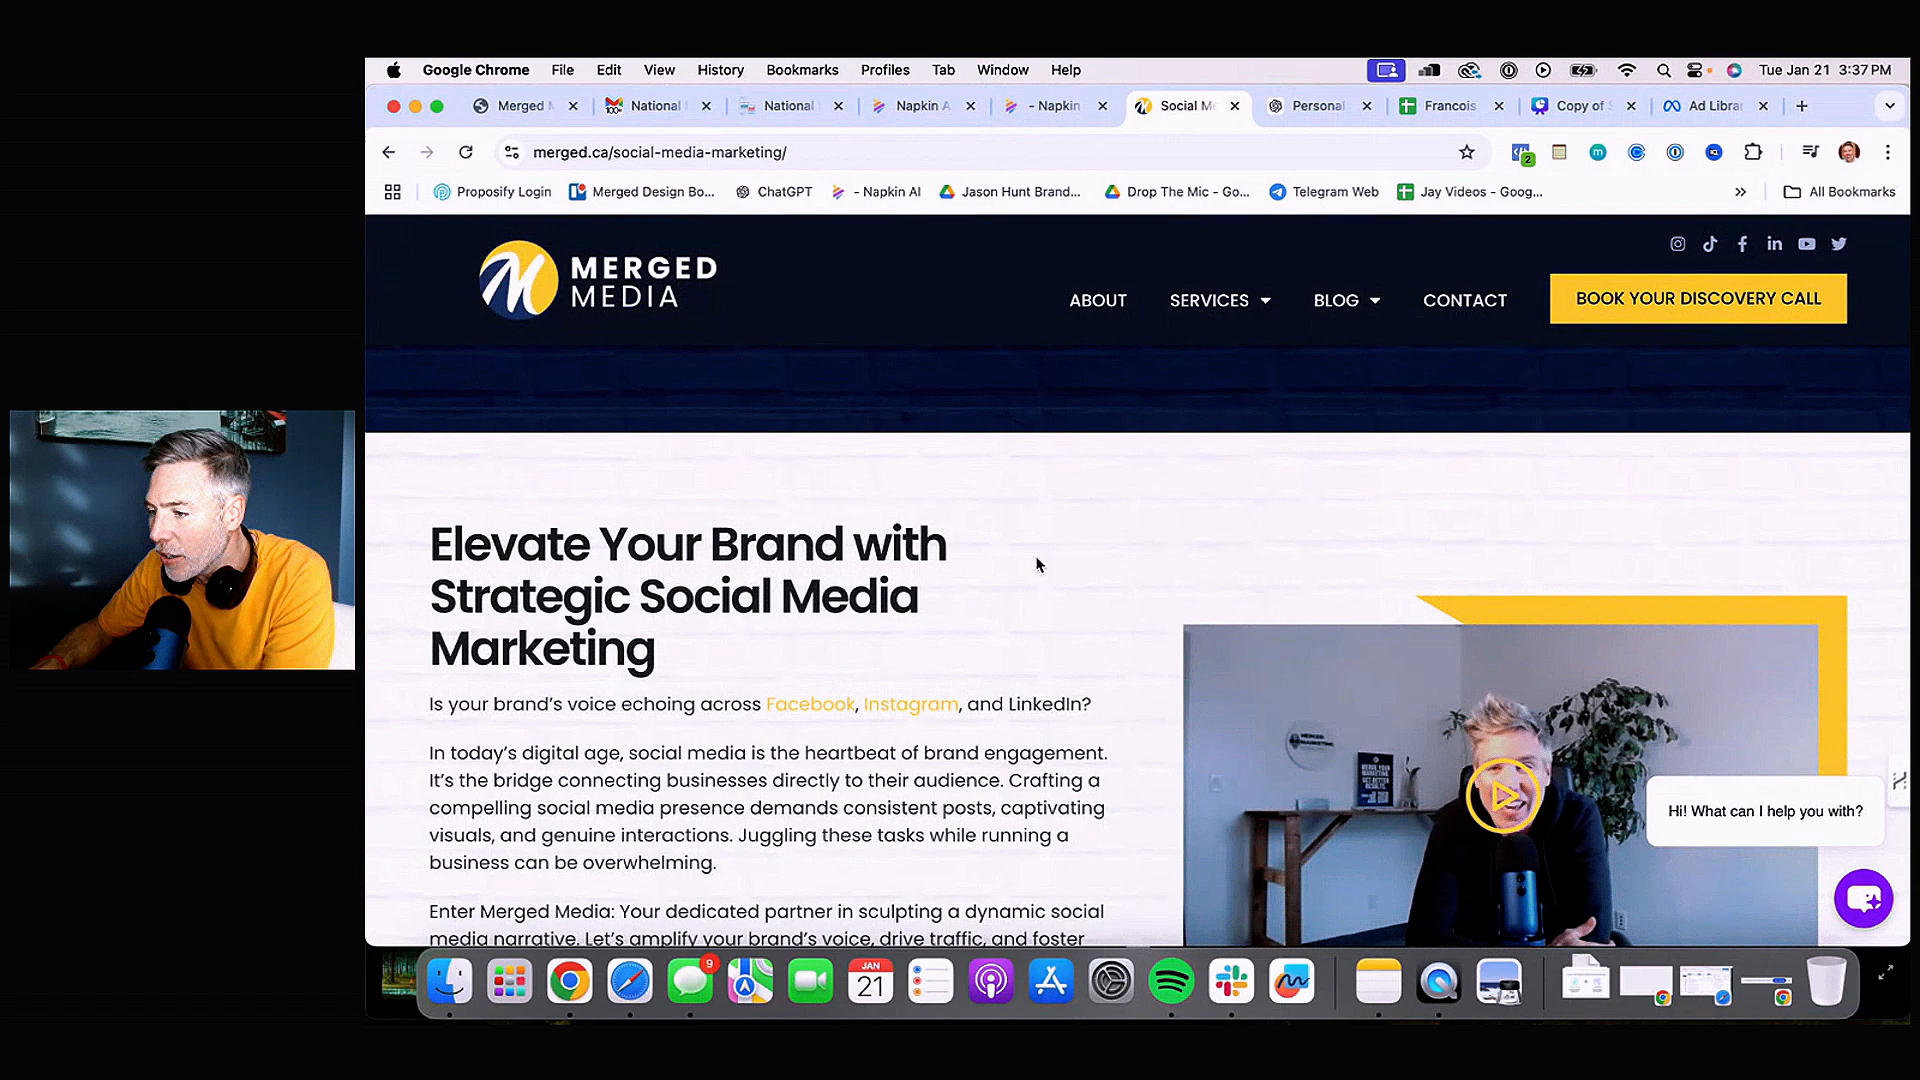 Google Chrome File Edit View History Bookmarks Profiles Tab Window Help Tue Jan 21 3:37 PM
Merged M National National Napkin A - Napkin Social Me Personal Francois Copy of S Ad Librar
merged.ca/social-media-marketing/
2
Proposify Login Merged Design Bo... ChatGPT - Napkin AI Jason Hunt Brand... Drop The Mic - Go... Telegram Web Jay Videos - Goog... All Bookmarks
MERGED
MEDIA
ABOUT SERVICES BLOG CONTACT BOOK YOUR DISCOVERY CALL
Elevate Your Brand with
Strategic Social Media
Marketing
Is your brand's voice echoing across Facebook, Instagram, and LinkedIn?
In today's digital age, social media is the heartbeat of brand engagement.
It's the bridge connecting businesses directly to their audience. Crafting a
compelling social media presence demands consistent posts, captivating
visuals, and genuine interactions. Juggling these tasks while running a
business can be overwhelming.
Enter Merged Media: Your dedicated partner in sculpting a dynamic social
media narrative. Let's amplify your brand's voice, drive traffic, and foster
Hi! What can I help you with?
9
JAN
21